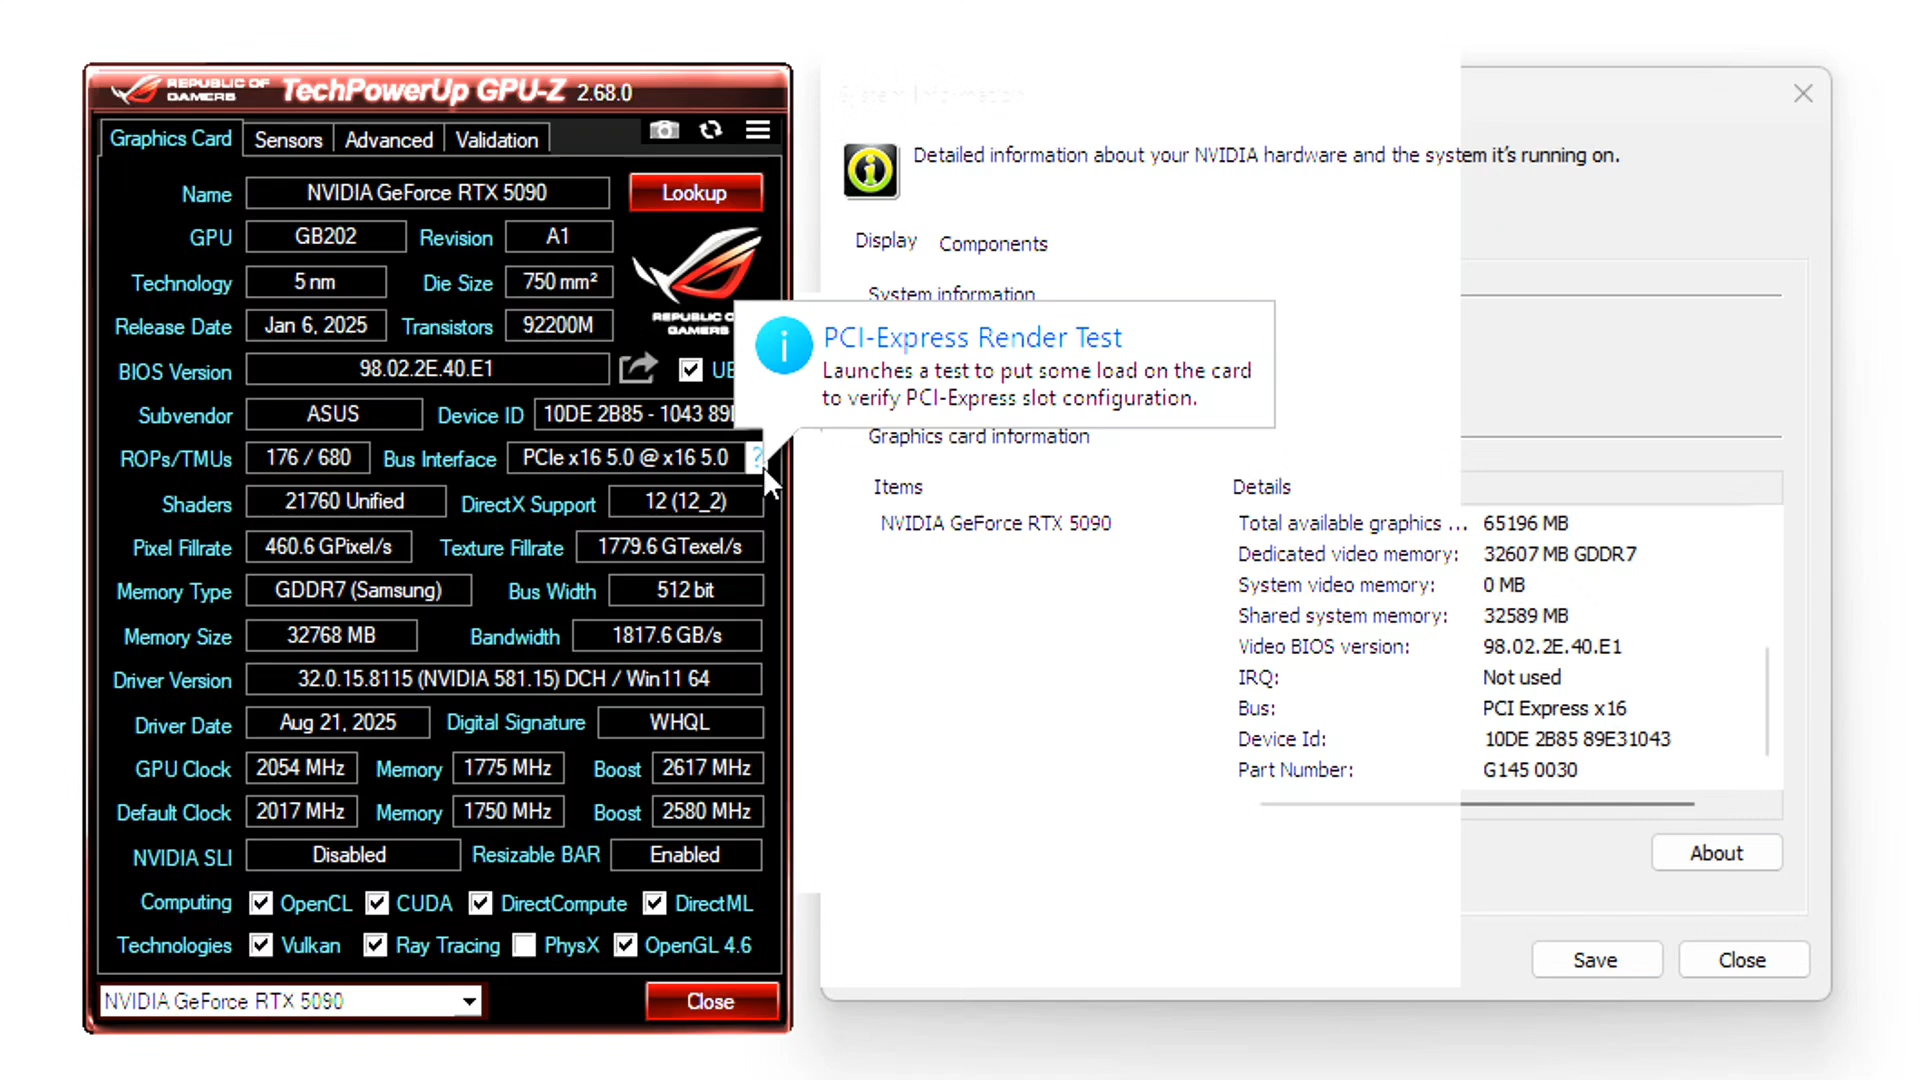 REPUBLIC OF GAMERS TechPowerUp GPU-Z 2.68.0
Graphics Card Sensors Advanced Validation
Name NVIDIA GeForce RTX 5090 Lookup
GPU GB202 Revision A1
Technology 5 nm Die Size 750 mm²
REPUBLIC O
GAMERS
Release Date Jan 6, 2025 Transistors 92200M
BIOS Version 98.02.2E.40.E1 UE
Subvendor ASUS Device ID 10DE 2B85 - 1043 89
ROPs/TMUs 176 / 680 Bus Interface PCIe x16 5.0 @ x16 5.0 ?
Shaders 21760 Unified DirectX Support 12 (12_2)
Pixel Fillrate 460.6 GPixel/s Texture Fillrate 1779.6 GTexel/s
Memory Type GDDR7 (Samsung) Bus Width 512 bit
Memory Size 32768 MB Bandwidth 1817.6 GB/s
Driver Version 32.0.15.8115 (NVIDIA 581.15) DCH / Win11 64
Driver Date Aug 21, 2025 Digital Signature WHQL
GPU Clock 2054 MHz Memory 1775 MHz Boost 2617 MHz
Default Clock 2017 MHz Memory 1750 MHz Boost 2580 MHz
NVIDIA SLI Disabled Resizable BAR Enabled
Computing OpenCL CUDA DirectCompute DirectML
Technologies Vulkan Ray Tracing PhysX OpenGL 4.6
NVIDIA GeForce RTX 5090 Close
PCI-Express Render Test
Launches a test to put some load on the card
to verify PCI-Express slot configuration.
System Information
Detailed information about your NVIDIA hardware and the system it's running on.
Display Components
System information
Graphics card information
Items Details
NVIDIA GeForce RTX 5090
Total available graphics ... 65196 MB
Dedicated video memory: 32607 MB GDDR7
System video memory: 0 MB
Shared system memory: 32589 MB
Video BIOS version: 98.02.2E.40.E1
IRQ: Not used
Bus: PCI Express x16
Device Id: 10DE 2B85 89E31043
Part Number: G145 0030
About
Save Close